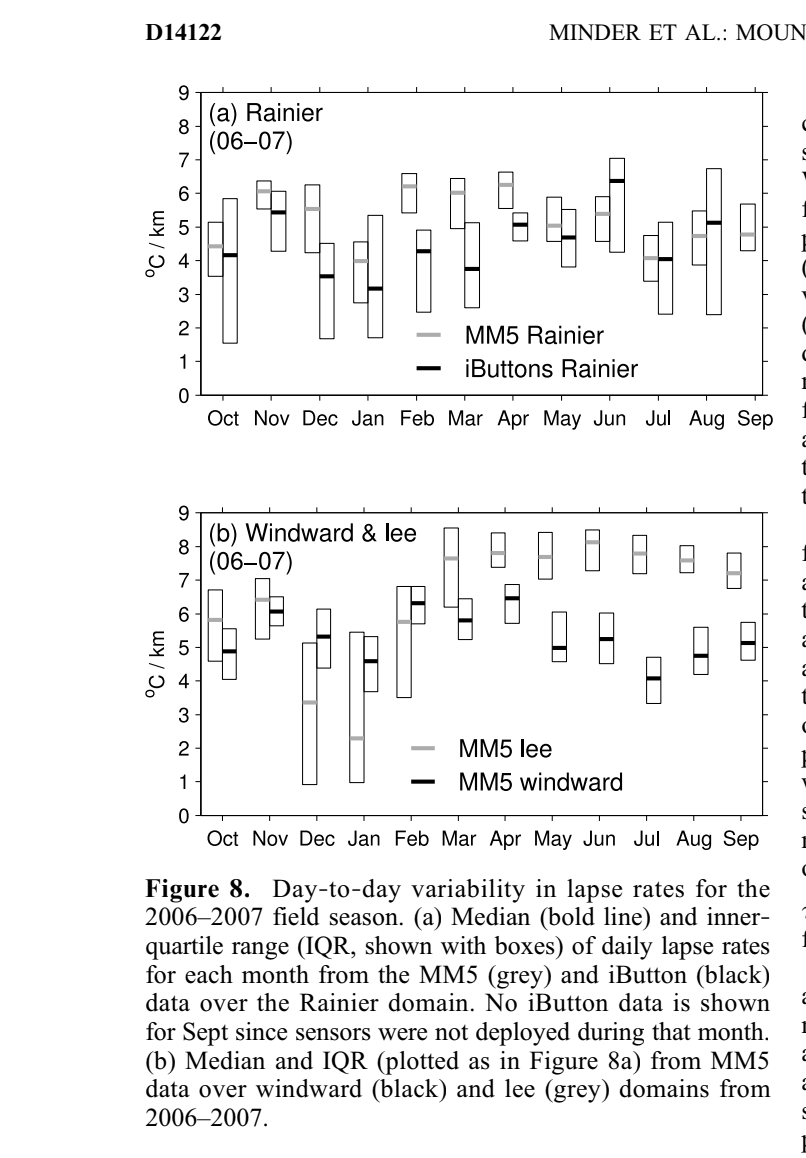 D14122 MINDER ET AL.: MOUN
9
8
7
6
5
4
3
2
1
0
°C / km
(a) Rainier
(06–07)
MM5 Rainier
iButtons Rainier
Oct Nov Dec Jan Feb Mar Apr May Jun Jul Aug Sep
9
8
7
6
5
4
3
2
1
0
°C / km
(b) Windward & lee
(06–07)
MM5 lee
MM5 windward
Oct Nov Dec Jan Feb Mar Apr May Jun Jul Aug Sep
Figure 8. Day-to-day variability in lapse rates for the
2006–2007 field season. (a) Median (bold line) and inner-
quartile range (IQR, shown with boxes) of daily lapse rates
for each month from the MM5 (grey) and iButton (black)
data over the Rainier domain. No iButton data is shown
for Sept since sensors were not deployed during that month.
(b) Median and IQR (plotted as in Figure 8a) from MM5
data over windward (black) and lee (grey) domains from
2006–2007.